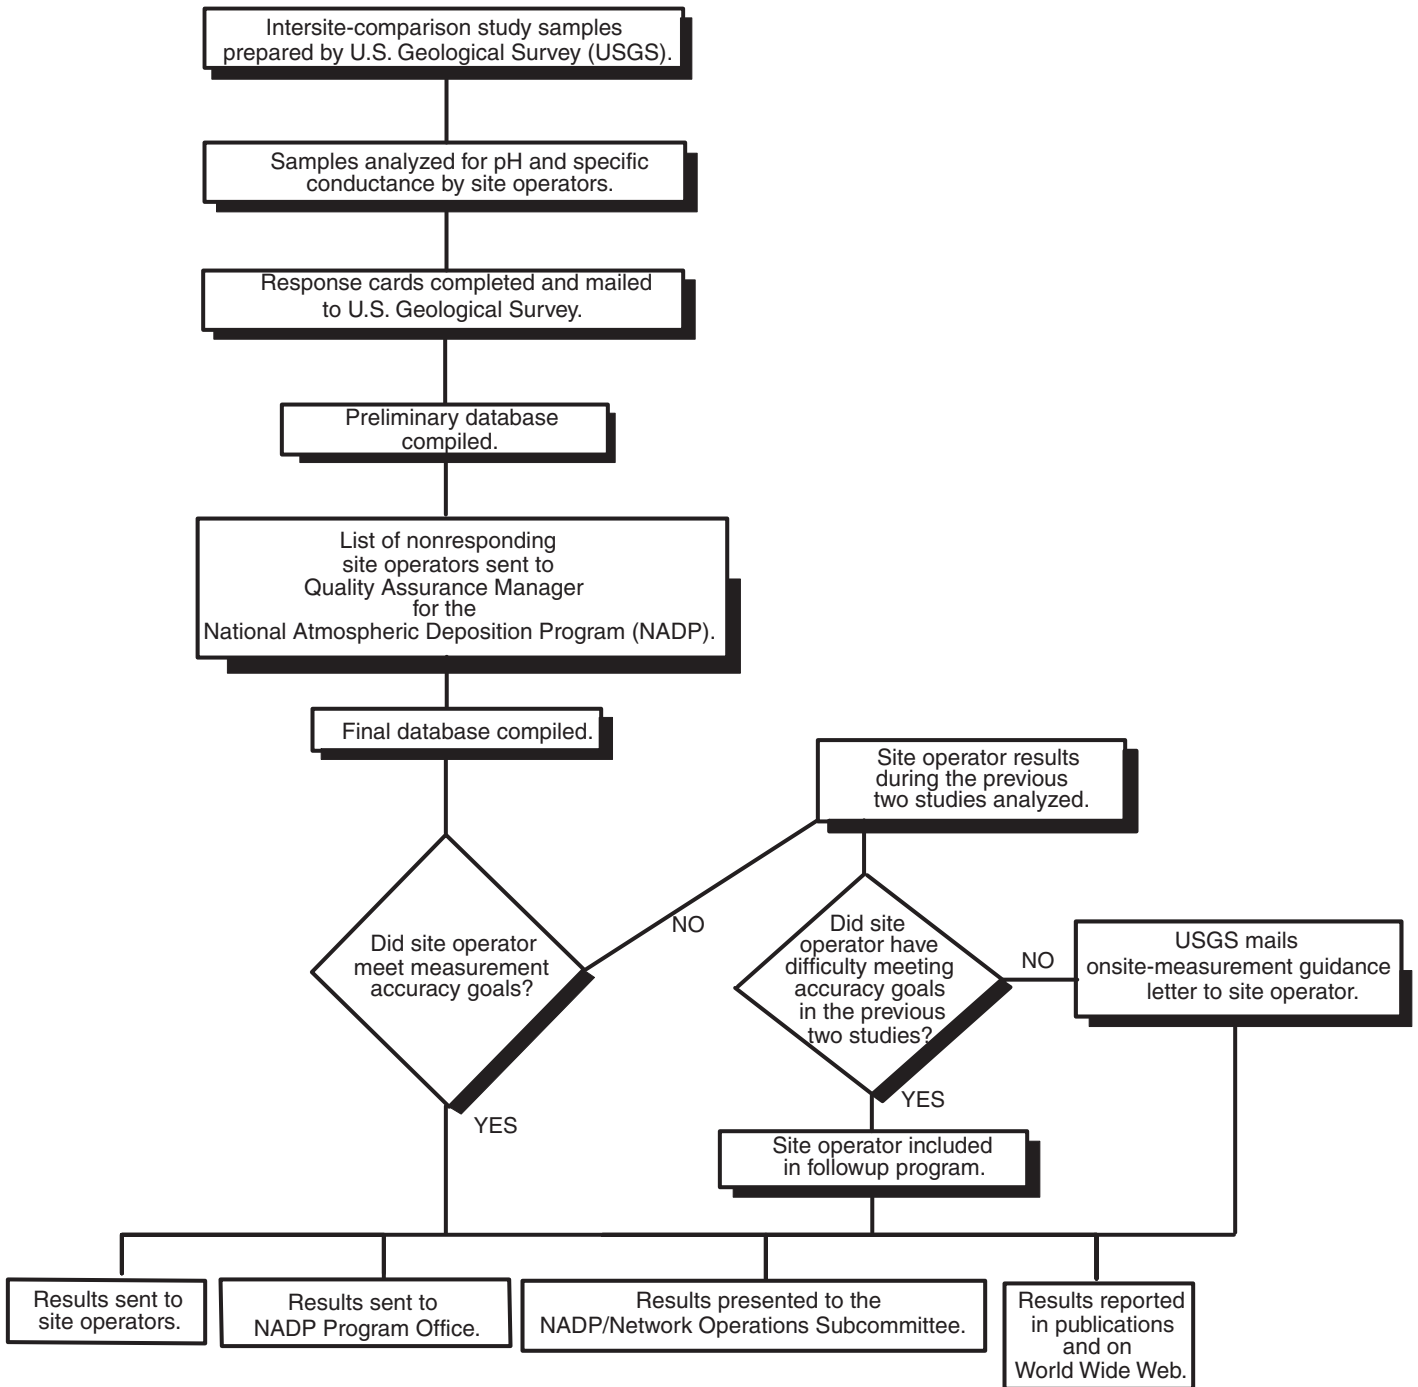 Intersite-comparison study samples
prepared by U.S. Geological Survey (USGS).
Samples analyzed for pH and specific
conductance by site operators.
Response cards completed and mailed
to U.S. Geological Survey.
Preliminary database
compiled.
List of nonresponding
site operators sent to
Quality Assurance Manager
for the
National Atmospheric Deposition Program (NADP).
Final database compiled.
Site operator results
during the previous
two studies analyzed.
Did site operator
meet measurement
accuracy goals?
NO
Did site
operator have
difficulty meeting
accuracy goals
in the previous
two studies?
NO
USGS mails
onsite-measurement guidance
letter to site operator.
YES
YES
Site operator included
in followup program.
Results sent to
site operators.
Results sent to
NADP Program Office.
Results presented to the
NADP/Network Operations Subcommittee.
Results reported
in publications
and on
World Wide Web.